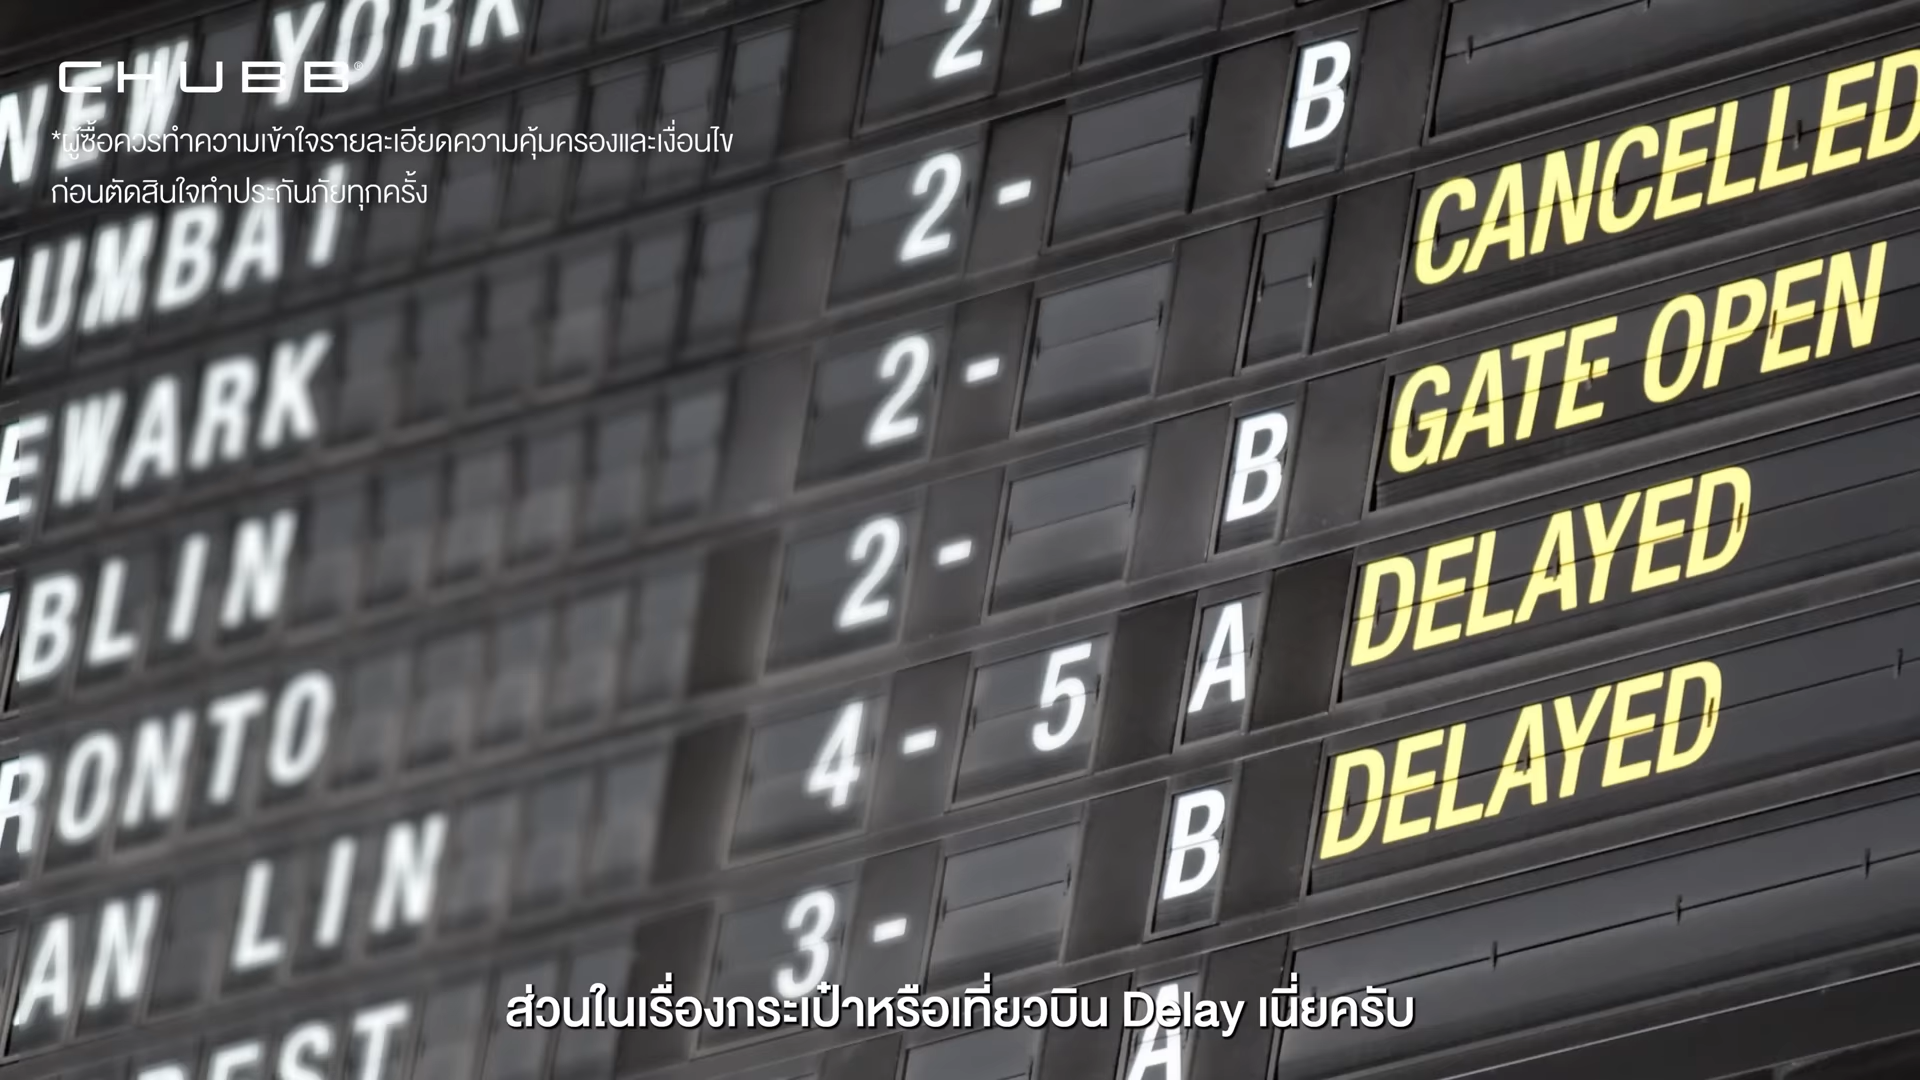 CHUBB®
*ผู้ซื้อควรทำความเข้าใจรายละเอียดความคุ้มครองและเงื่อนไข
ก่อนตัดสินใจทำประกันภัยทุกครั้ง
NEW YORK 2-
UMBAI 2- B CANCELLED
EWARK 2- GATE OPEN
BLIN 2- B DELAYED
RONTO 4-5 A DELAYED
AN LIN 3- B
EST A
ส่วนในเรื่องกระเป๋าหรือเที่ยวบิน Delay เนี่ยครับ